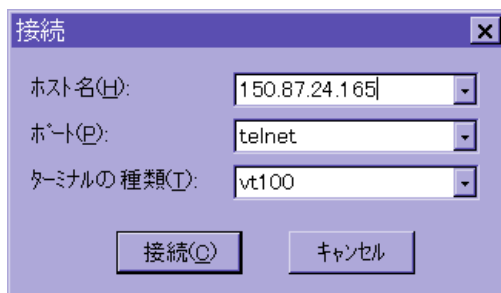 接続
ホスト名(H): 150.87.24.165
ポート(P): telnet
ターミナルの種類(T): vt100
接続(C) キャンセル